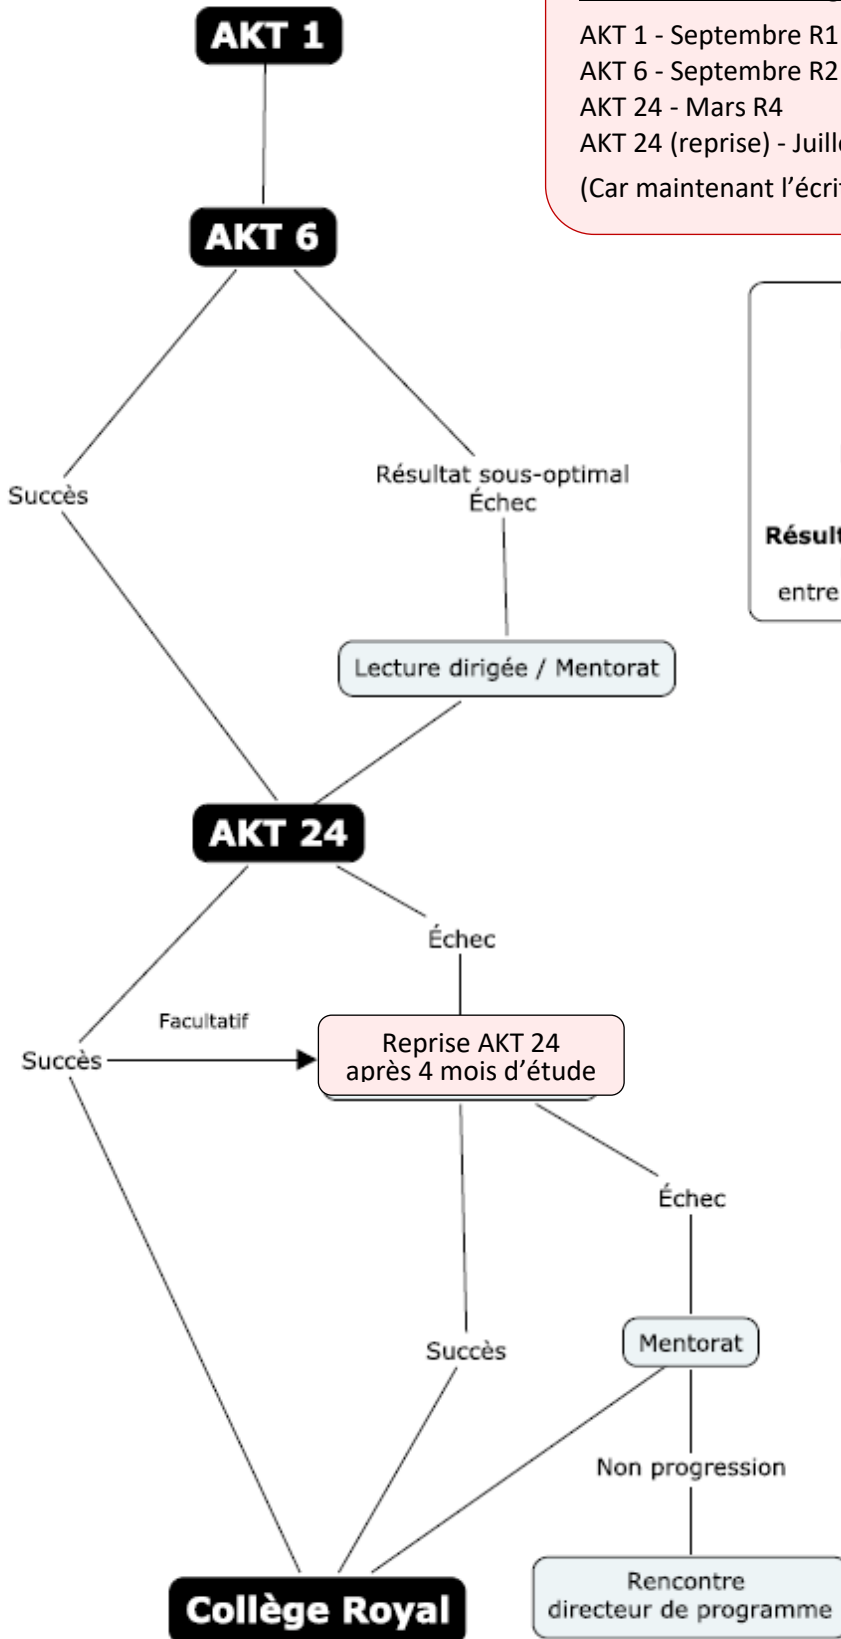 AKT 1
AKT 1 - Septembre R1
AKT 6 - Septembre R2
AKT 24 - Mars R4
AKT 24 (reprise) -
(Car maintenant
AKT 6
Succès
Résultat sous-optimal
Échec
entre
Lecture dirigée / Mentorat
AKT 24
Échec
Facultatif
Succès
Reprise AKT 24
après 4 mois d’étude
Échec
Succès
Mentorat
Non progression
Collège Royal
Rencontre
directeur de programme